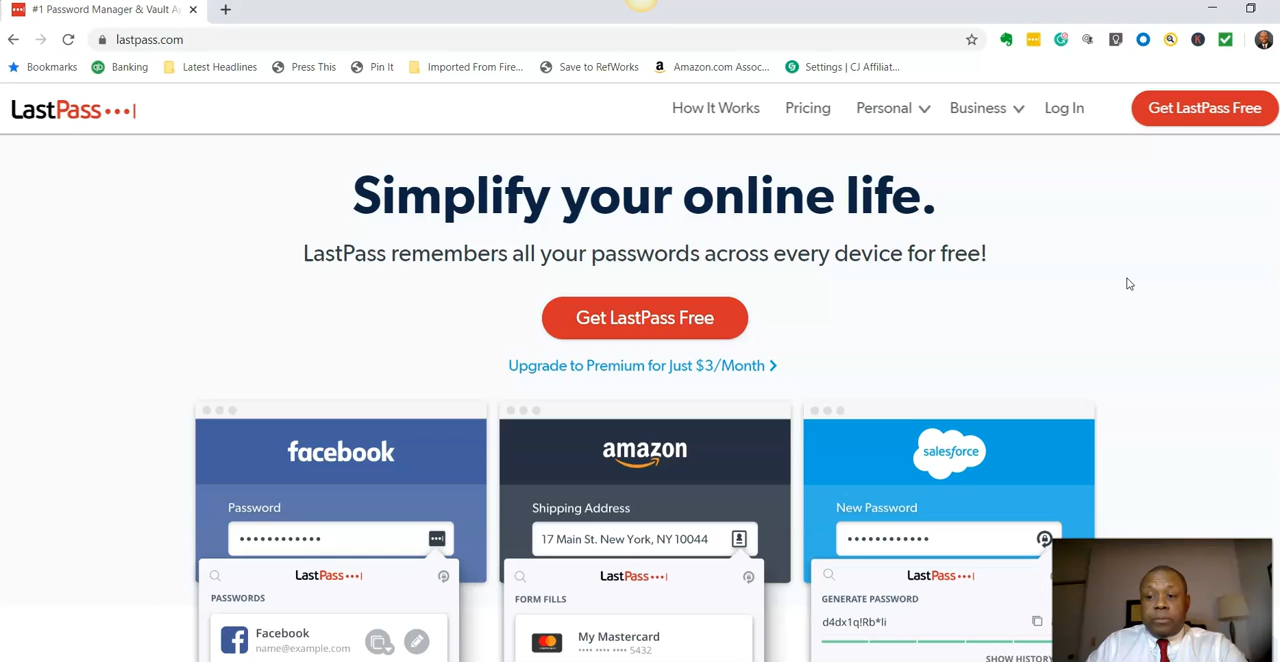 #1 Password Manager & Vault A
lastpass.com
Bookmarks Banking Latest Headlines Press This Pin It Imported From Fire... Save to RefWorks Amazon.com Assoc... Settings | CJ Affiliat...
LastPass
How It Works Pricing Personal Business Log In Get LastPass Free
Simplify your online life.
LastPass remembers all your passwords across every device for free!
Get LastPass Free
Upgrade to Premium for Just $3/Month
facebook
Password
LastPass
PASSWORDS
Facebook
name@example.com
amazon
Shipping Address
17 Main St. New York, NY 10044
LastPass
FORM FILLS
My Mastercard
•••• •••• •••• 5432
salesforce
New Password
LastPass
GENERATE PASSWORD
d4dx1q!Rb*li
SHOW HISTORY